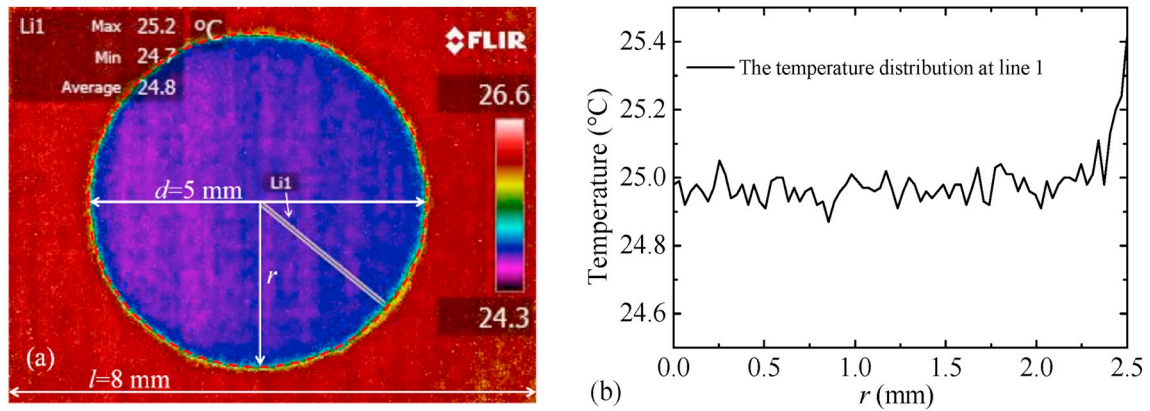 Li1 Max 25.2 °C
Min 24.7
Average 24.8
FLIR
26.6
d=5 mm
Li1
r
24.3
(a)
l=8 mm
25.4
25.2
25.0
24.8
24.6
Temperature (°C)
The temperature distribution at line 1
0.0 0.5 1.0 1.5 2.0 2.5
r (mm)
(b)